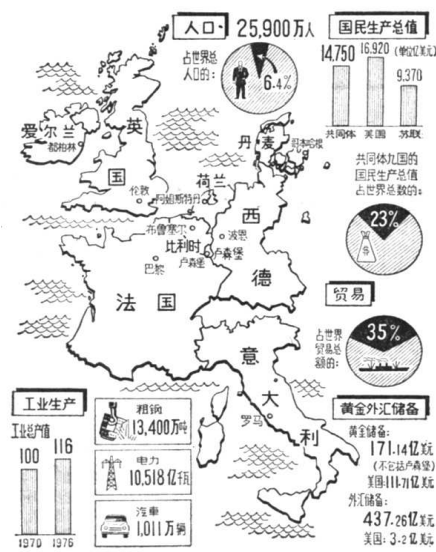 人口·
25,900万人
占世界总
人口的:
6.4%
国民生产总值
14,750 16,920 (单位亿美元)
9,370
共同体 美国 苏联
共同体九国的
国民生产总值
占世界总数的:
23%
$
贸易
占世界
贸易总
额的:
35%
黄金外汇储备
黄金储备:
171.14亿美元
(不包括卢森堡)
美国:111.71亿美元
外汇储备:
437.26亿美元
美国:3.2亿美元
爱尔兰
都柏林
英
国
伦敦
丹麦
哥本哈根
荷兰
阿姆斯特丹
布鲁塞尔
比利时
卢森堡
卢森堡
西
德
波恩
巴黎
法国
意
大
利
罗马
工业生产
工业总产值
100 116
1970 1976
粗钢
13,400万吨
电力
10,518亿千瓦
汽車
1,011万辆